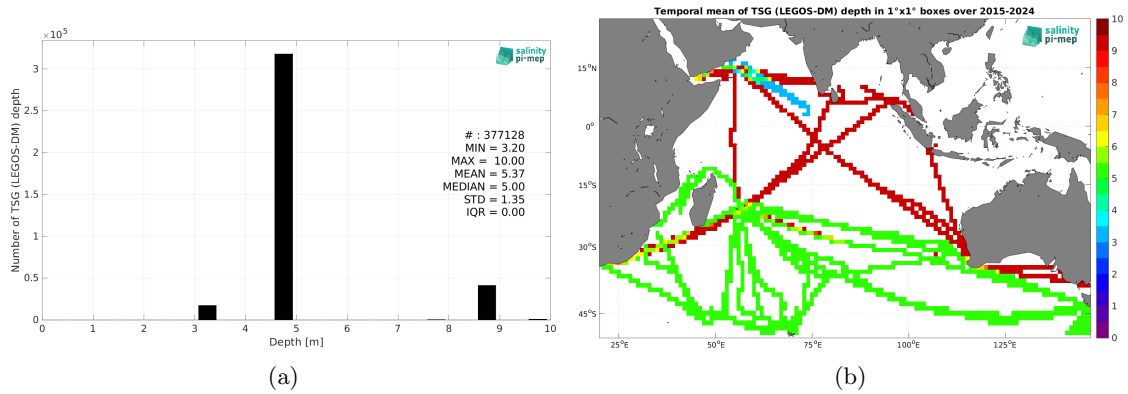 ×10⁵
3
2.5
2
1.5
1
0.5
0
0 1 2 3 4 5 6 7 8 9 10
Depth [m]
Number of TSG (LEGOS-DM) depth
salinity
pi-mep
# : 377128
MIN = 3.20
MAX = 10.00
MEAN = 5.37
MEDIAN = 5.00
STD = 1.35
IQR = 0.00
(a)
Temporal mean of TSG (LEGOS-DM) depth in 1°x1° boxes over 2015-2024
salinity
pi-mep
15°N
0°
15°S
30°S
45°S
25°E 50°E 75°E 100°E 125°E
10
9
8
7
6
5
4
3
2
1
0
(b)